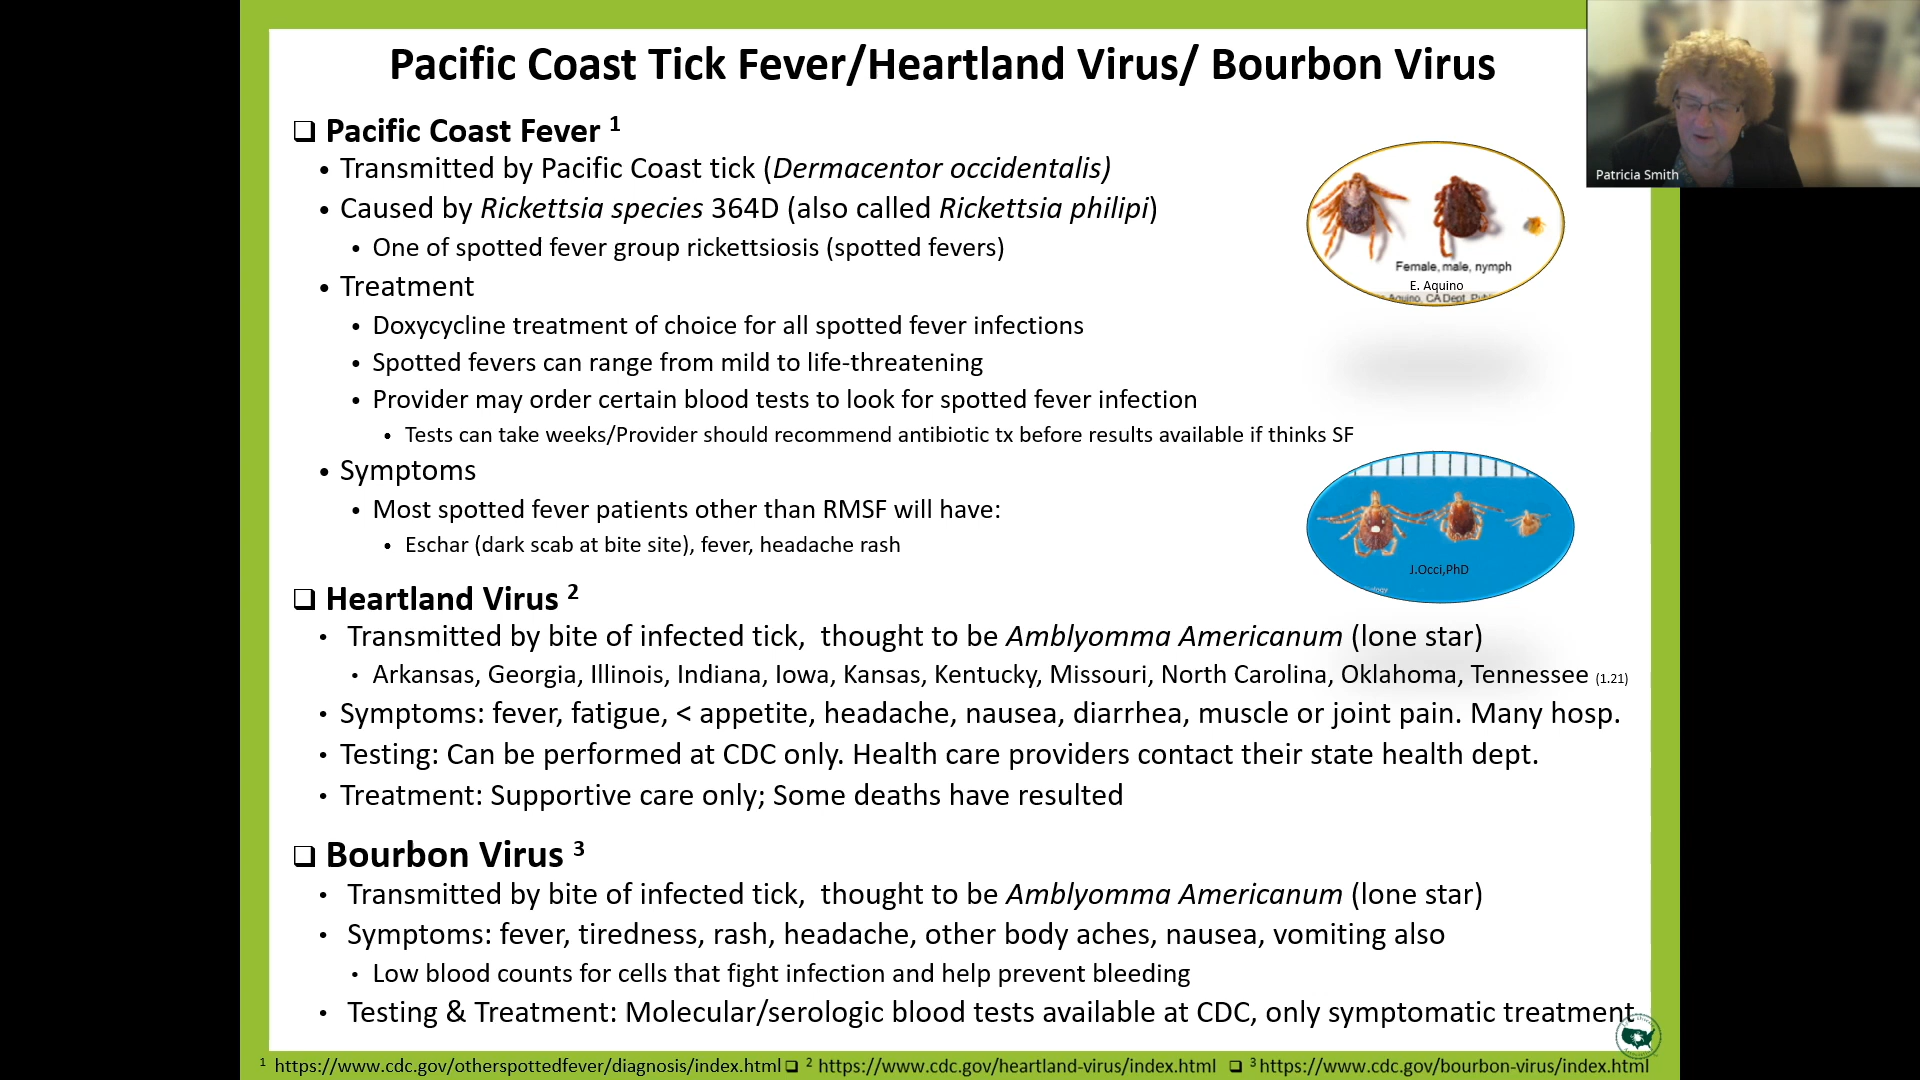 Pacific Coast Tick Fever/Heartland Virus/ Bourbon Virus
Patricia Smith
❑ Pacific Coast Fever 1
• Transmitted by Pacific Coast tick (Dermacentor occidentalis)
• Caused by Rickettsia species 364D (also called Rickettsia philipi)
• One of spotted fever group rickettsiosis (spotted fevers)
Female, male, nymph
E. Aquino
Aquino, CA Dept.
• Treatment
• Doxycycline treatment of choice for all spotted fever infections
• Spotted fevers can range from mild to life-threatening
• Provider may order certain blood tests to look for spotted fever infection
• Tests can take weeks/Provider should recommend antibiotic tx before results available if thinks SF
• Symptoms
• Most spotted fever patients other than RMSF will have:
• Eschar (dark scab at bite site), fever, headache rash
J.Occi,PhD
❑ Heartland Virus 2
• Transmitted by bite of infected tick, thought to be Amblyomma Americanum (lone star)
• Arkansas, Georgia, Illinois, Indiana, Iowa, Kansas, Kentucky, Missouri, North Carolina, Oklahoma, Tennessee (1.21)
• Symptoms: fever, fatigue, < appetite, headache, nausea, diarrhea, muscle or joint pain. Many hosp.
• Testing: Can be performed at CDC only. Health care providers contact their state health dept.
• Treatment: Supportive care only; Some deaths have resulted
❑ Bourbon Virus 3
• Transmitted by bite of infected tick, thought to be Amblyomma Americanum (lone star)
• Symptoms: fever, tiredness, rash, headache, other body aches, nausea, vomiting also
• Low blood counts for cells that fight infection and help prevent bleeding
• Testing & Treatment: Molecular/serologic blood tests available at CDC, only symptomatic treatment
1 https://www.cdc.gov/otherspottedfever/diagnosis/index.html ❑ 2 https://www.cdc.gov/heartland-virus/index.html ❑ 3 https://www.cdc.gov/bourbon-virus/index.html